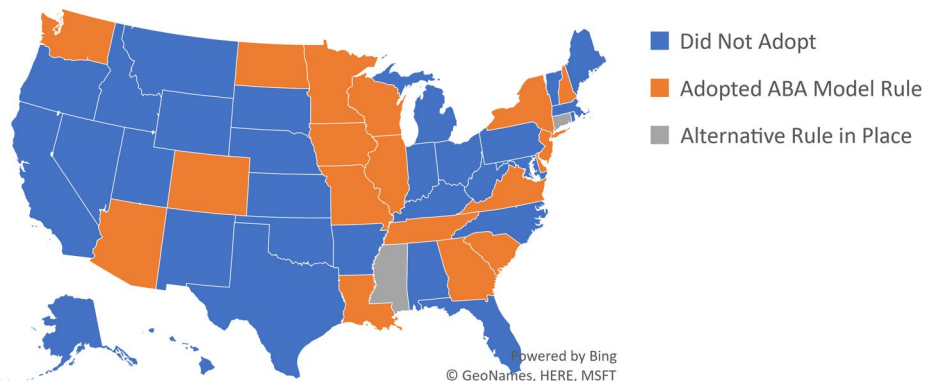 Did Not Adopt
Adopted ABA Model Rule
Alternative Rule in Place
Powered by Bing
© GeoNames, HERE, MSFT